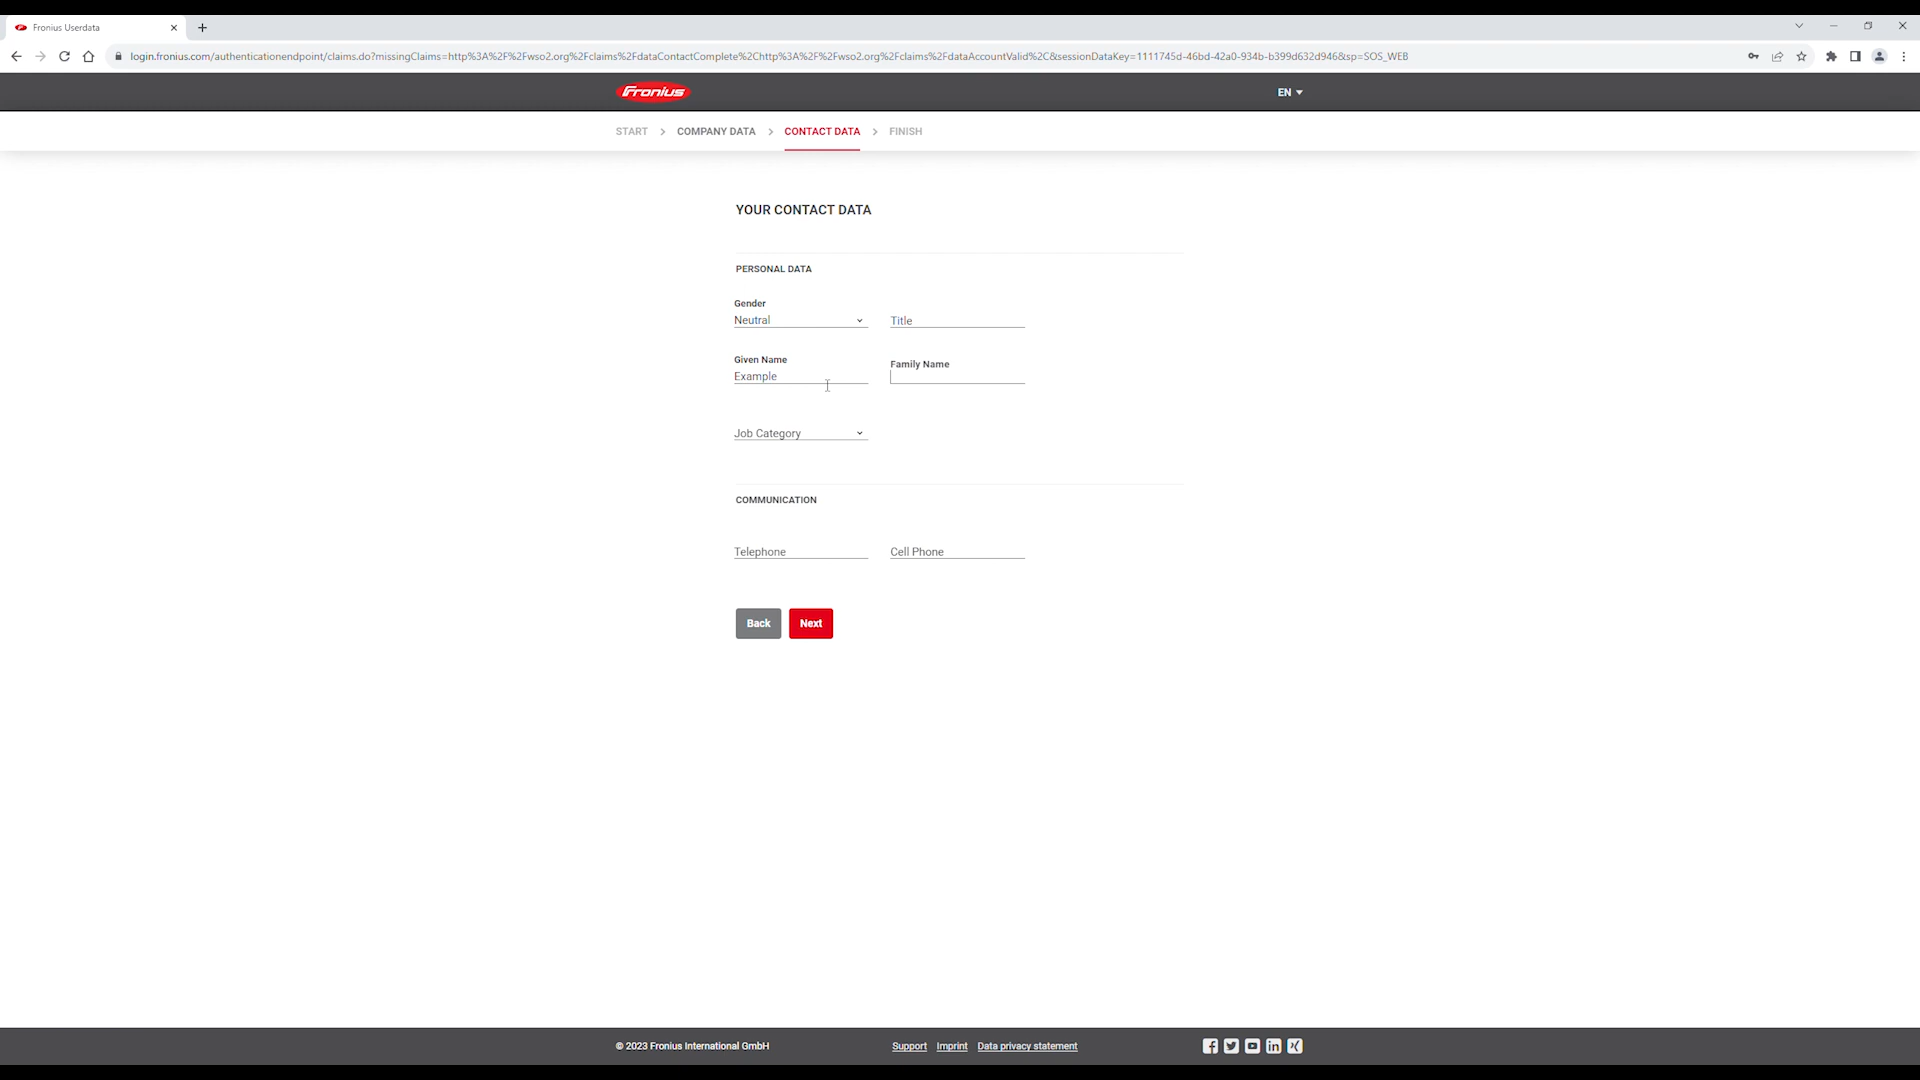 Fronius Userdata
login.fronius.com/authenticationendpoint/claims.do?missingClaims=http%3A%2F%2Fwso2.org%2Fclaims%2FdataContactComplete%2Chttp%3A%2F%2Fwso2.org%2Fclaims%2FdataAccountValid%2C&sessionDataKey=1111745d-46bd-42a0-934b-b399d632d946&sp=SOS_WEB
Fronius EN
START > COMPANY DATA > CONTACT DATA > FINISH
YOUR CONTACT DATA
PERSONAL DATA
Gender
Neutral Title
Given Name Family Name
Example
Job Category
COMMUNICATION
Telephone Cell Phone
Back Next
© 2023 Fronius International GmbH Support Imprint Data privacy statement